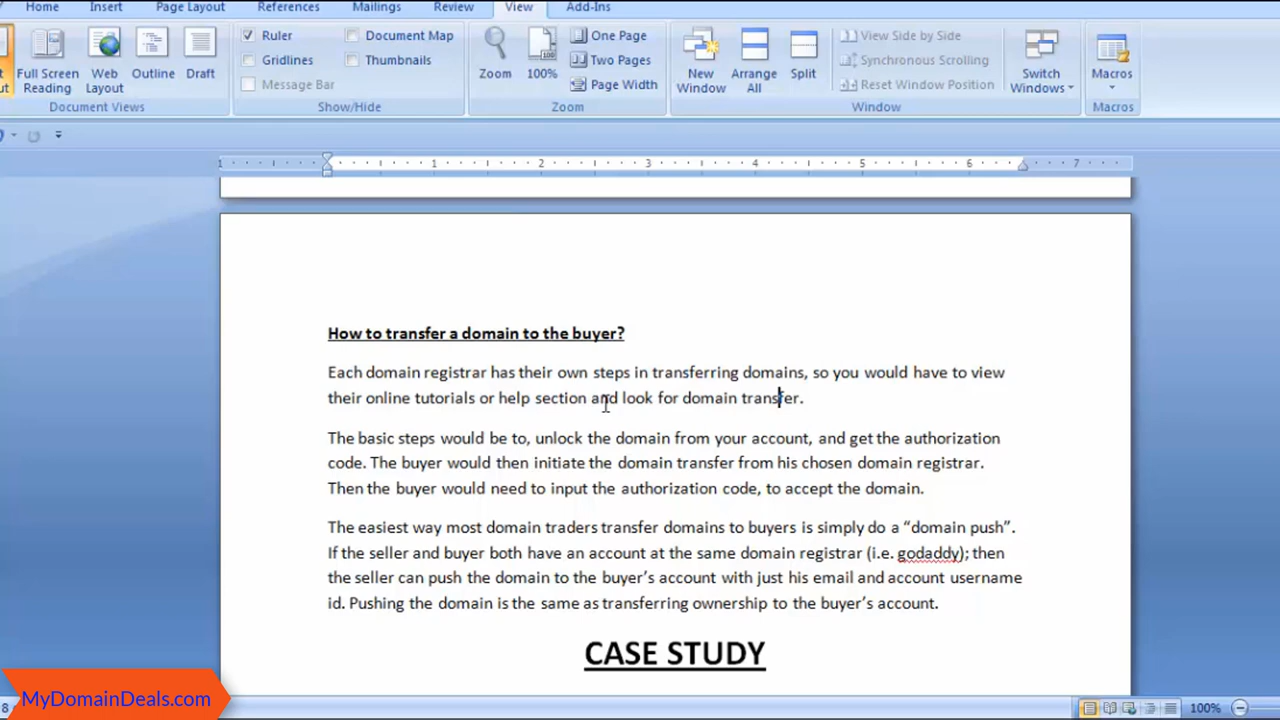 Home Insert Page Layout References Mailings Review View Add-Ins
Ruler Document Map One Page View Side by Side
Gridlines Thumbnails Two Pages Synchronous Scrolling
Full Screen Reading Web Layout Outline Draft Message Bar Zoom 100% Page Width New Window Arrange All Split Reset Window Position Switch Windows Macros
Document Views Show/Hide Zoom Window Macros
1 1 2 3 4 5 6 7
How to transfer a domain to the buyer?
Each domain registrar has their own steps in transferring domains, so you would have to view
their online tutorials or help section and look for domain transfer.
The basic steps would be to, unlock the domain from your account, and get the authorization
code. The buyer would then initiate the domain transfer from his chosen domain registrar.
Then the buyer would need to input the authorization code, to accept the domain.
The easiest way most domain traders transfer domains to buyers is simply do a “domain push”.
If the seller and buyer both have an account at the same domain registrar (i.e. godaddy); then
the seller can push the domain to the buyer’s account with just his email and account username
id. Pushing the domain is the same as transferring ownership to the buyer’s account.
CASE STUDY
MyDomainDeals.com
8 100%